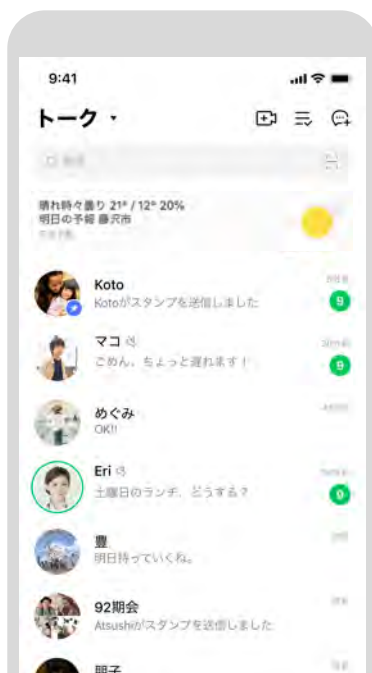 9:41
トーク
晴れ時々曇り 21° / 12° 20%
明日の予報 藤沢市
Koto
Kotoがスタンプを送信しました
9
マコ
ごめん、ちょっと遅れます！
9
めぐみ
OK!!
Eri
土曜日のランチ、どうする？
9
豊
明日持っていくね。
92期会
Atsushiがスタンプを送信しました
朋子